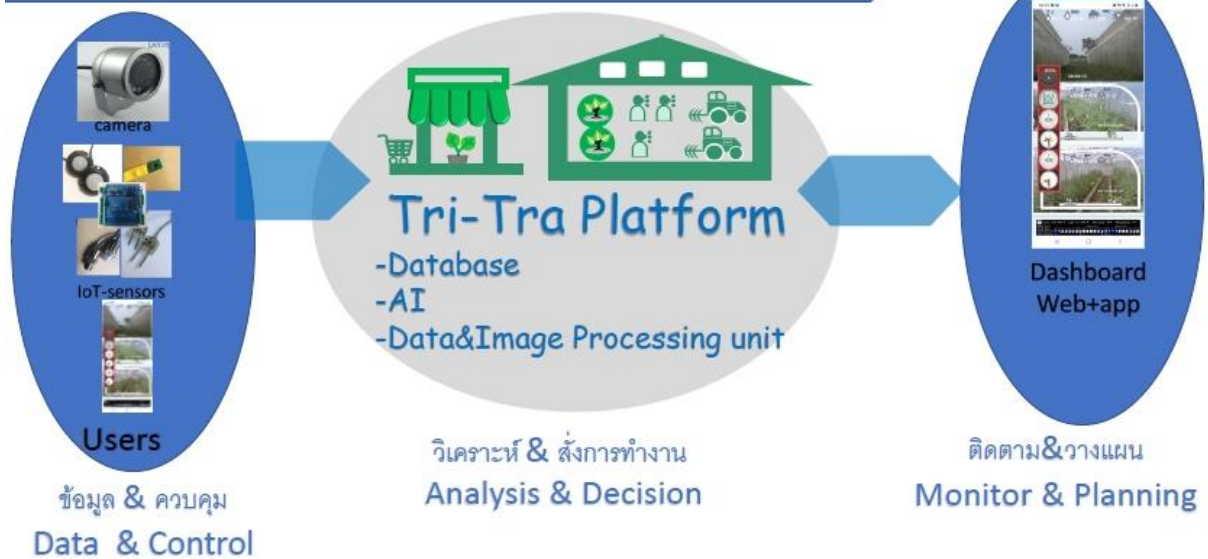 camera
IoT-sensors
Users
ข้อมูล & ควบคุม
Data & Control
Tri-Tra Platform
-Database
-AI
-Data&Image Processing unit
วิเคราะห์ & สั่งการทำงาน
Analysis & Decision
Dashboard
Web+app
ติดตาม&วางแผน
Monitor & Planning